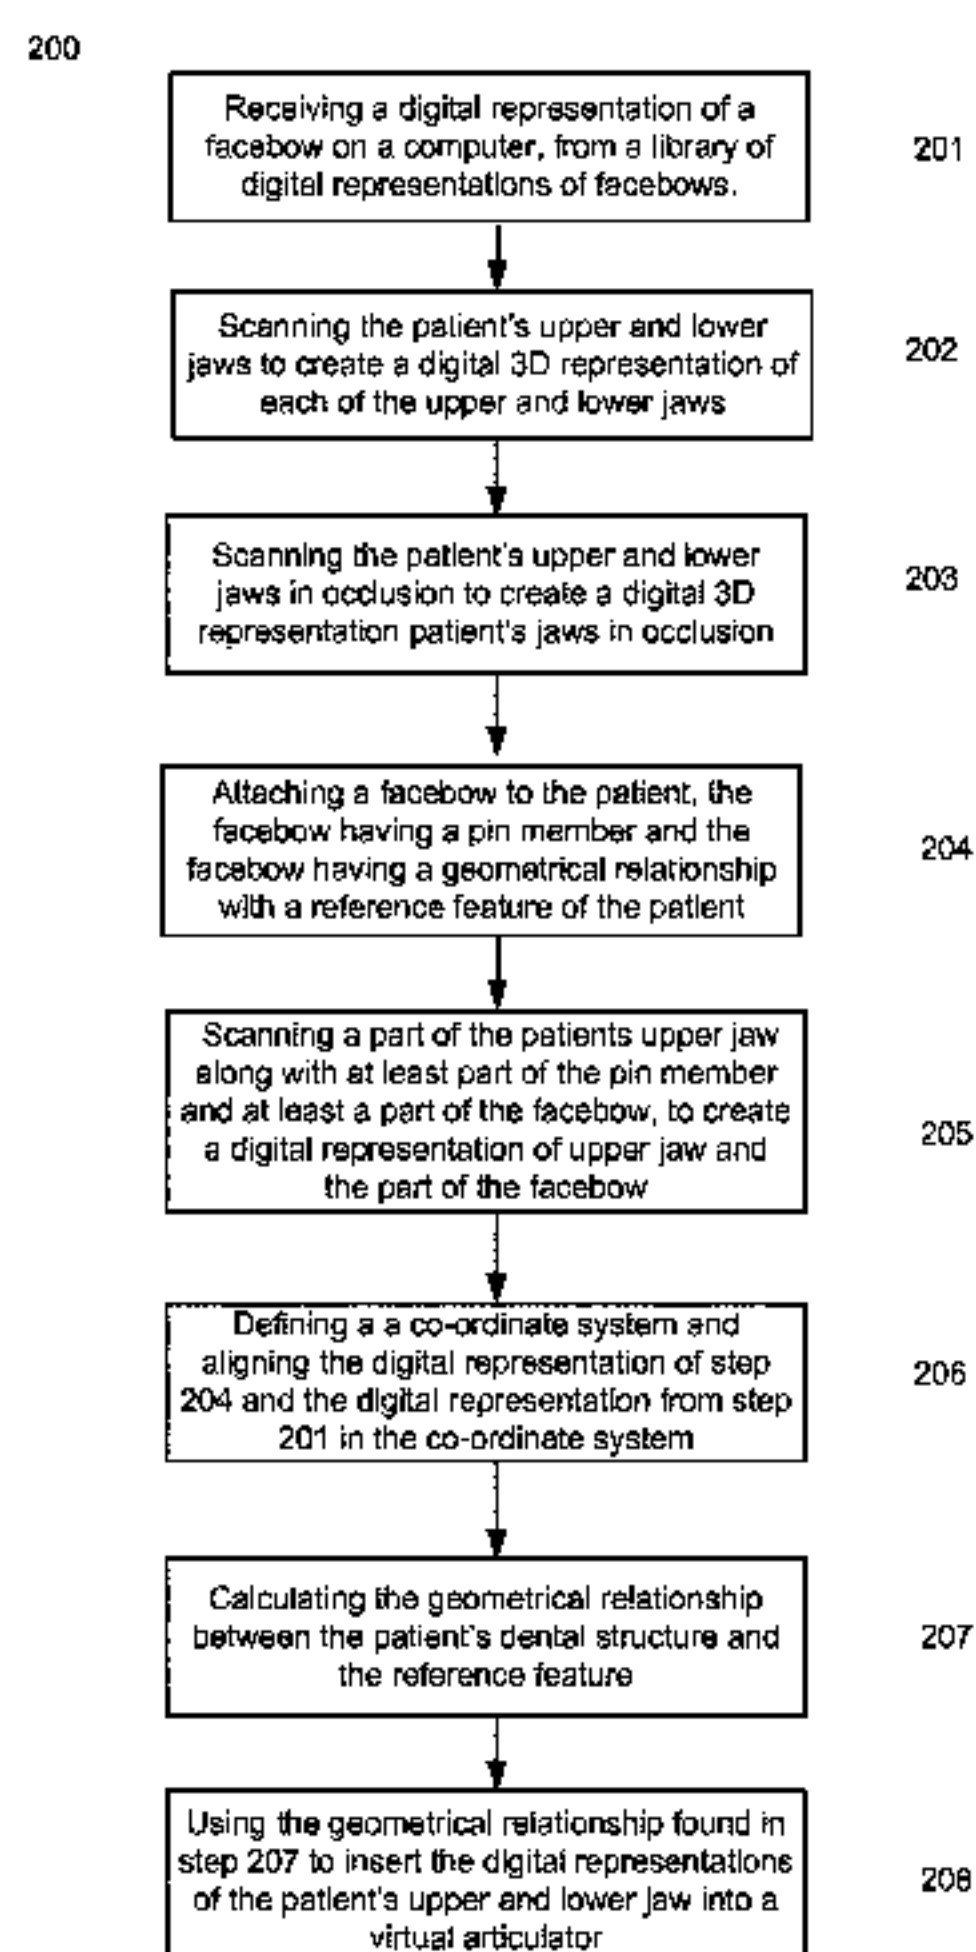 200
Receiving a digital representation of a
facebow on a computer, from a library of
digital representations of facebows.
201
Scanning the patient's upper and lower
jaws to create a digital 3D representation of
each of the upper and lower jaws
202
Scanning the patient's upper and lower
jaws in occlusion to create a digital 3D
representation patient's jaws in occlusion
203
Attaching a facebow to the patient, the
facebow having a pin member and the
facebow having a geometrical relationship
with a reference feature of the patient
204
Scanning a part of the patients upper jaw
along with at least part of the pin member
and at least a part of the facebow, to create
a digital representation of upper jaw and
the part of the facebow
205
Defining a a co-ordinate system and
aligning the digital representation of step
204 and the digital representation from step
201 in the co-ordinate system
206
Calculating the geometrical relationship
between the patient's dental structure and
the reference feature
207
Using the geometrical relationship found in
step 207 to insert the digital representations
of the patient's upper and lower jaw into a
virtual articulator
208